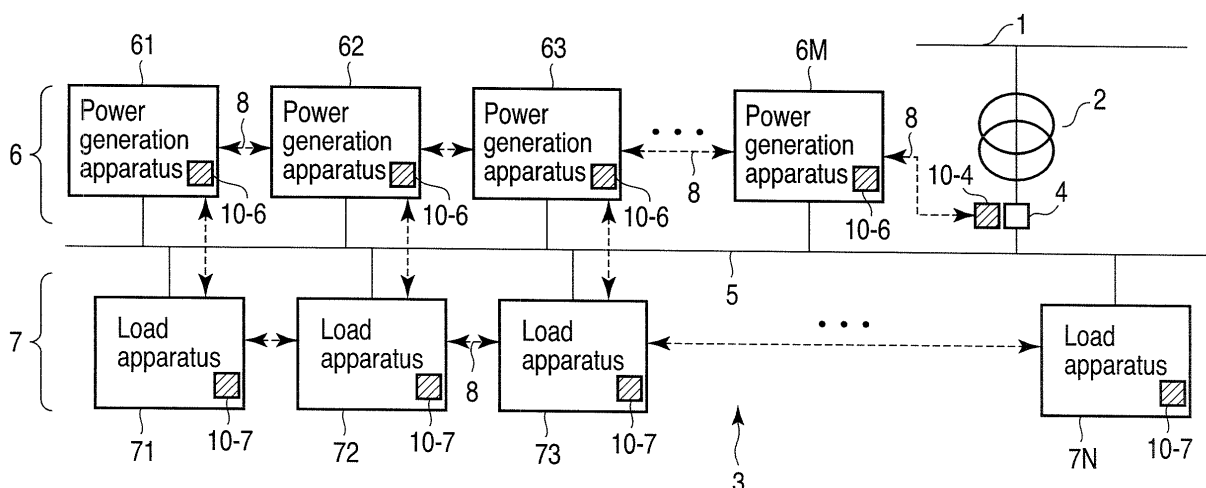 61
62
63
6M
1
6
Power generation apparatus
8
Power generation apparatus
Power generation apparatus
• • •
8
Power generation apparatus
8
2
10-4
4
10-6
10-6
10-6
10-6
5
7
Load apparatus
Load apparatus
8
Load apparatus
• • •
Load apparatus
71
10-7
72
10-7
73
10-7
3
7N
10-7